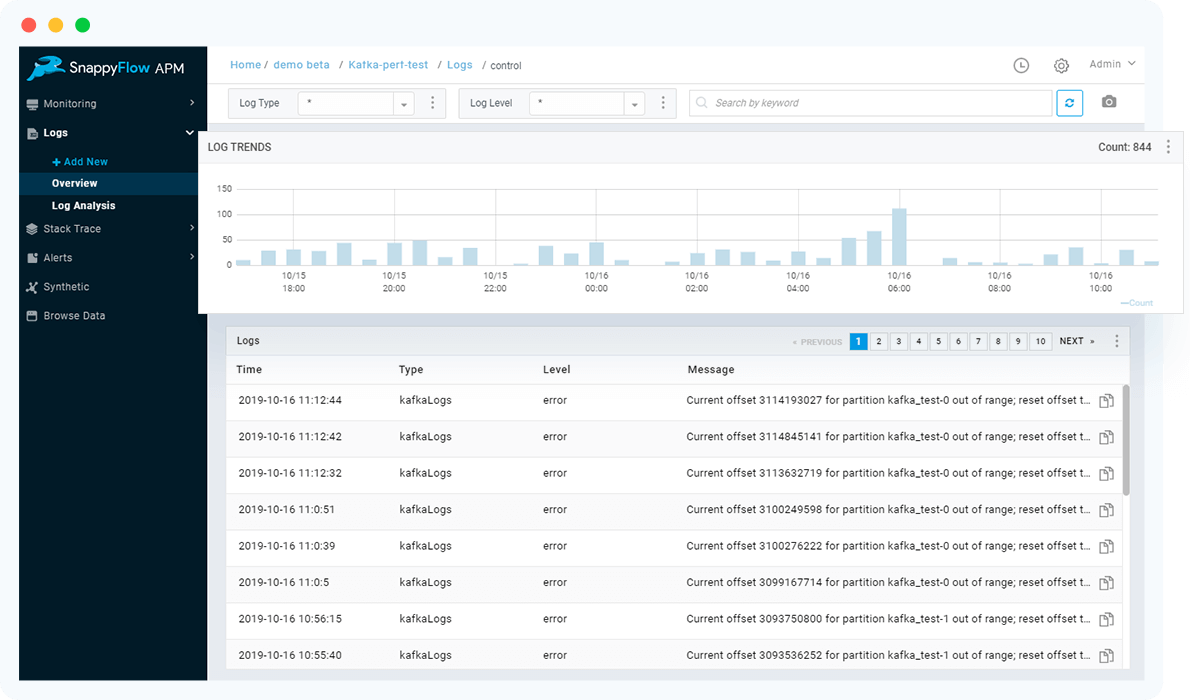 SnappyFlow APM
Home / demo beta / Kafka-pert-test / Logs / control
Admin
Monitoring
Logs
+ Add New
Overview
Log Analysis
Stack Trace
Alerts
Synthetic
Browse Data
Log Type * Log Level * Search by keyword
LOG TRENDS Count: 844
150
100
50
0
10/15 10/15 10/15 10/16 10/16 10/16 10/16 10/16 10/16
18:00 20:00 22:00 00:00 02:00 04:00 06:00 08:00 10:00
Count
Logs « PREVIOUS 1 2 3 4 5 6 7 8 9 10 NEXT »
Time Type Level Message
2019-10-16 11:12:44 kafkaLogs error Current offset 3114193027 for partition kafka_test-0 out of range; reset offset t...
2019-10-16 11:12:42 kafkaLogs error Current offset 3114845141 for partition kafka_test-0 out of range; reset offset t...
2019-10-16 11:12:32 kafkaLogs error Current offset 3113632719 for partition kafka_test-0 out of range; reset offset t...
2019-10-16 11:0:51 kafkaLogs error Current offset 3100249598 for partition kafka_test-0 out of range; reset offset t...
2019-10-16 11:0:39 kafkaLogs error Current offset 3100276222 for partition kafka_test-0 out of range; reset offset t...
2019-10-16 11:0:5 kafkaLogs error Current offset 3099167714 for partition kafka_test-0 out of range; reset offset t...
2019-10-16 10:56:15 kafkaLogs error Current offset 3093750800 for partition kafka_test-1 out of range; reset offset t...
2019-10-16 10:55:40 kafkaLogs error Current offset 3093536252 for partition kafka_test-1 out of range; reset offset t...